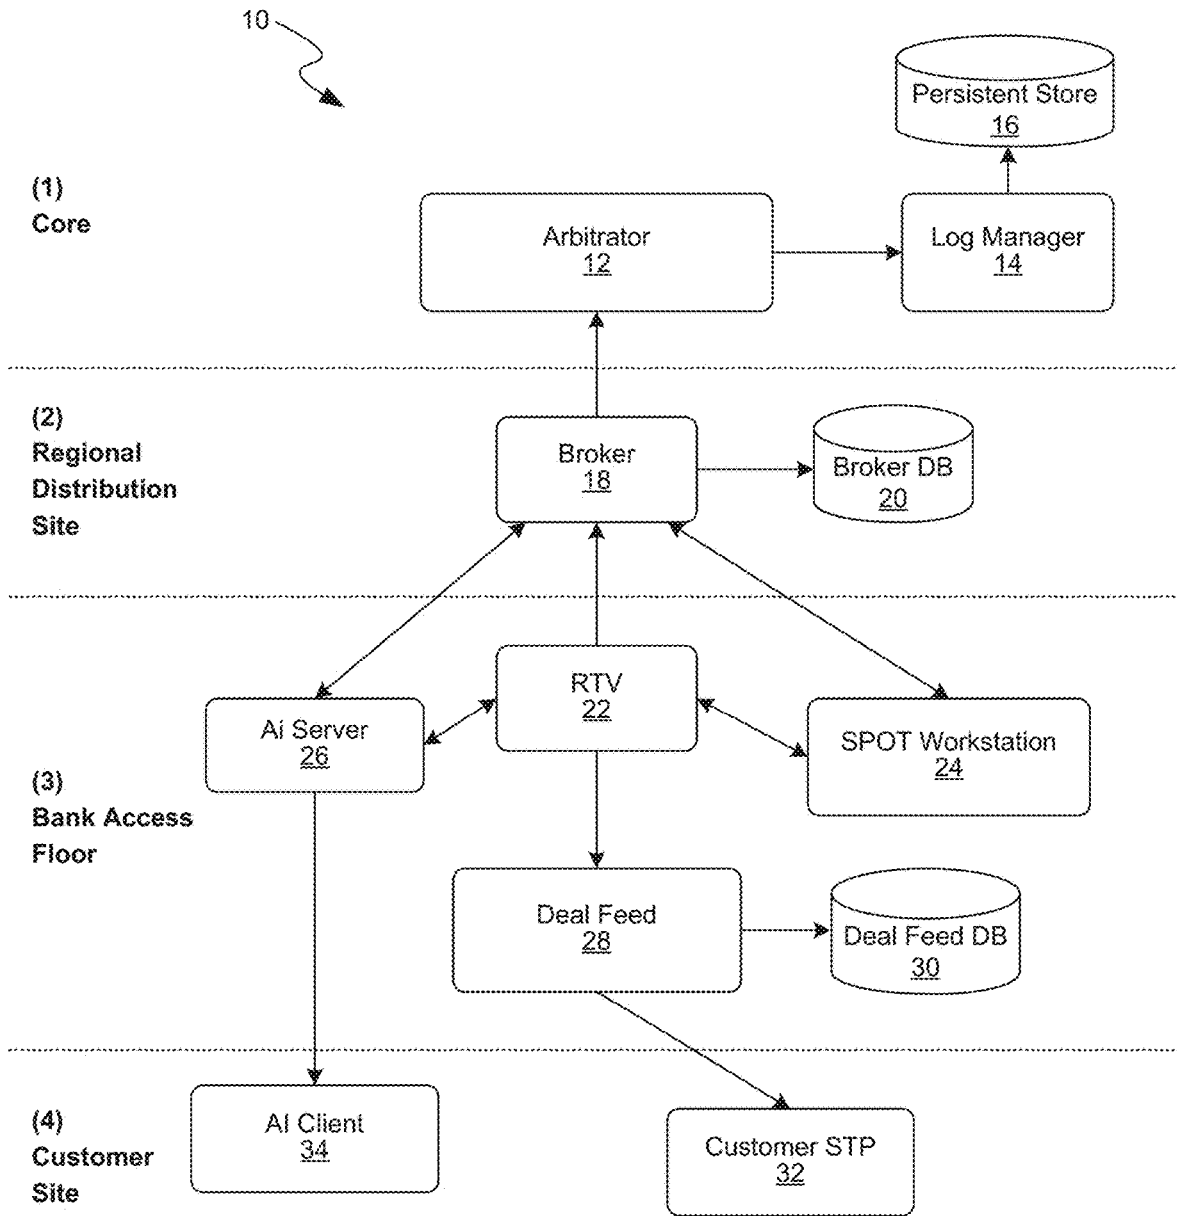 10
Persistent Store
16
(1)
Core
Arbitrator
12
Log Manager
14
(2)
Regional
Distribution
Site
Broker
18
Broker DB
20
RTV
22
Ai Server
26
SPOT Workstation
24
(3)
Bank Access
Floor
Deal Feed
28
Deal Feed DB
30
AI Client
34
(4)
Customer
Site
Customer STP
32